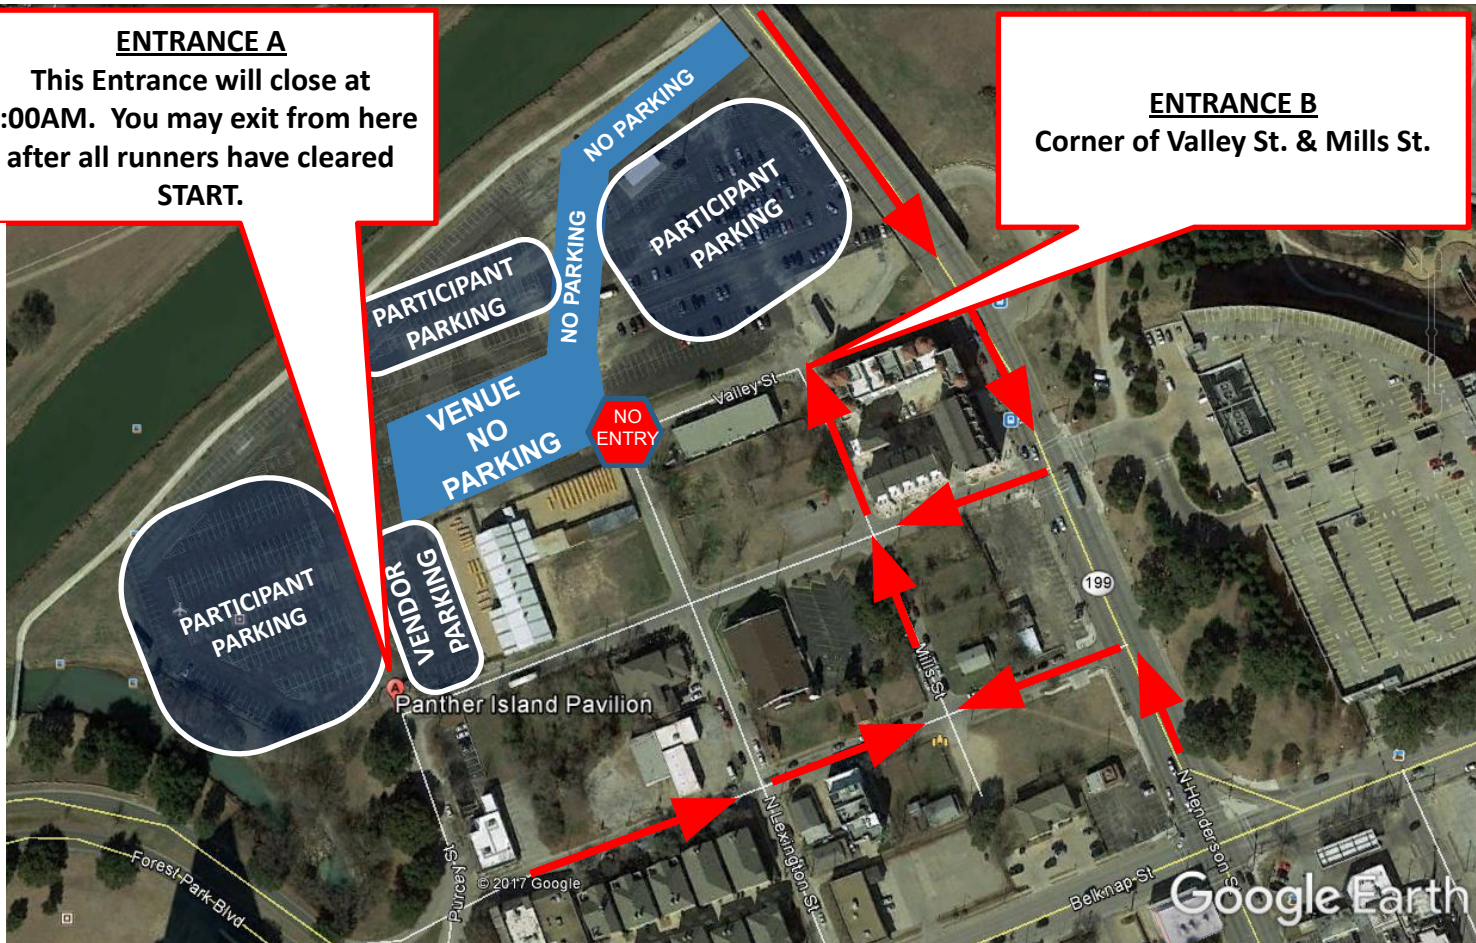 ENTRANCE A
This Entrance will close at
:00AM. You may exit from here
after all runners have cleared
START.
ENTRANCE B
Corner of Valley St. & Mills St.
NO PARKING
PARTICIPANT
PARKING
NO PARKING
PARTICIPANT
PARKING
VENUE
NO
PARKING
NO
ENTRY
Valley St
PARTICIPANT
PARKING
VENDOR
PARKING
199
Mills St
A
Panther Island Pavilion
N Lexington St
N Henderson S
Purcey St
Forest Park Blvd
© 2017 Google
Belknap St
Google Earth